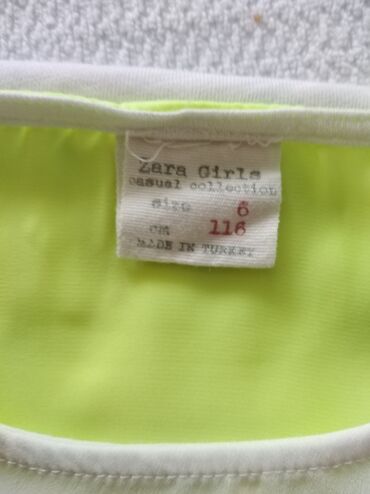 Zara Girls
casual collection
size 6
cm 116
MADE IN TURKEY